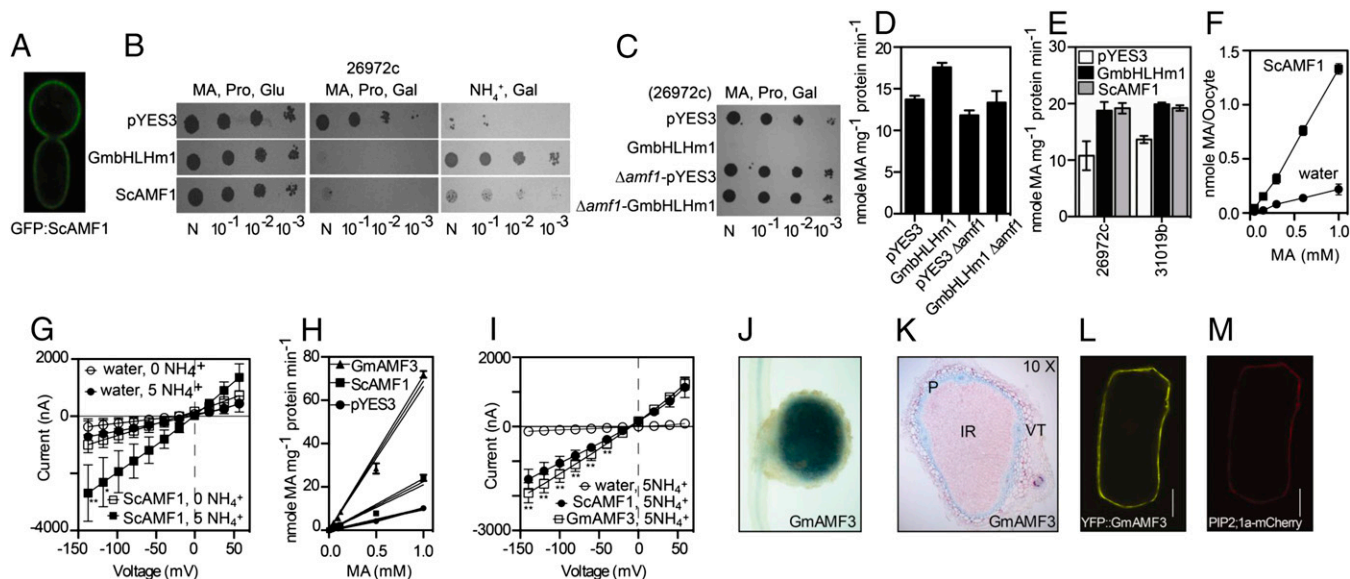 A
GFP:ScAMF1
B
26972c
MA, Pro, Glu
MA, Pro, Gal
NH₄⁺, Gal
pYES3
GmbHLHm1
ScAMF1
N 10⁻¹ 10⁻² 10⁻³
N 10⁻¹ 10⁻² 10⁻³
N 10⁻¹ 10⁻² 10⁻³
C
(26972c)
MA, Pro, Gal
pYES3
GmbHLHm1
Δamf1-pYES3
Δamf1-GmbHLHm1
N 10⁻¹ 10⁻² 10⁻³
D
nmole MA mg⁻¹ protein min⁻¹
20
15
10
5
0
pYES3
GmbHLHm1
pYES3 Δamf1
GmbHLHm1 Δamf1
E
nmole MA mg⁻¹ protein min⁻¹
40
30
20
10
0
pYES3
GmbHLHm1
ScAMF1
26972c
31019b
F
nmole MA/Oocyte
1.5
1.0
0.5
0
ScAMF1
water
0.0 0.5 1.0
MA (mM)
G
Current (nA)
2000
0
-4000
water, 0 NH₄⁺
water, 5 NH₄⁺
ScAMF1, 0 NH₄⁺
ScAMF1, 5 NH₄⁺
**
*
-150 -100 -50 0 50
Voltage (mV)
H
nmole MA mg⁻¹ protein min⁻¹
80
60
40
20
0
GmAMF3
ScAMF1
pYES3
0.0 0.5 1.0
MA (mM)
I
Current (nA)
2000
0
-3000
** ** ** ** ** **
water, 5NH₄⁺
ScAMF1, 5NH₄⁺
GmAMF3, 5NH₄⁺
-150 -100 -50 0 50
Voltage (mV)
J
GmAMF3
K
10 X
P
IR
VT
GmAMF3
L
YFP::GmAMF3
M
PIP2;1a-mCherry